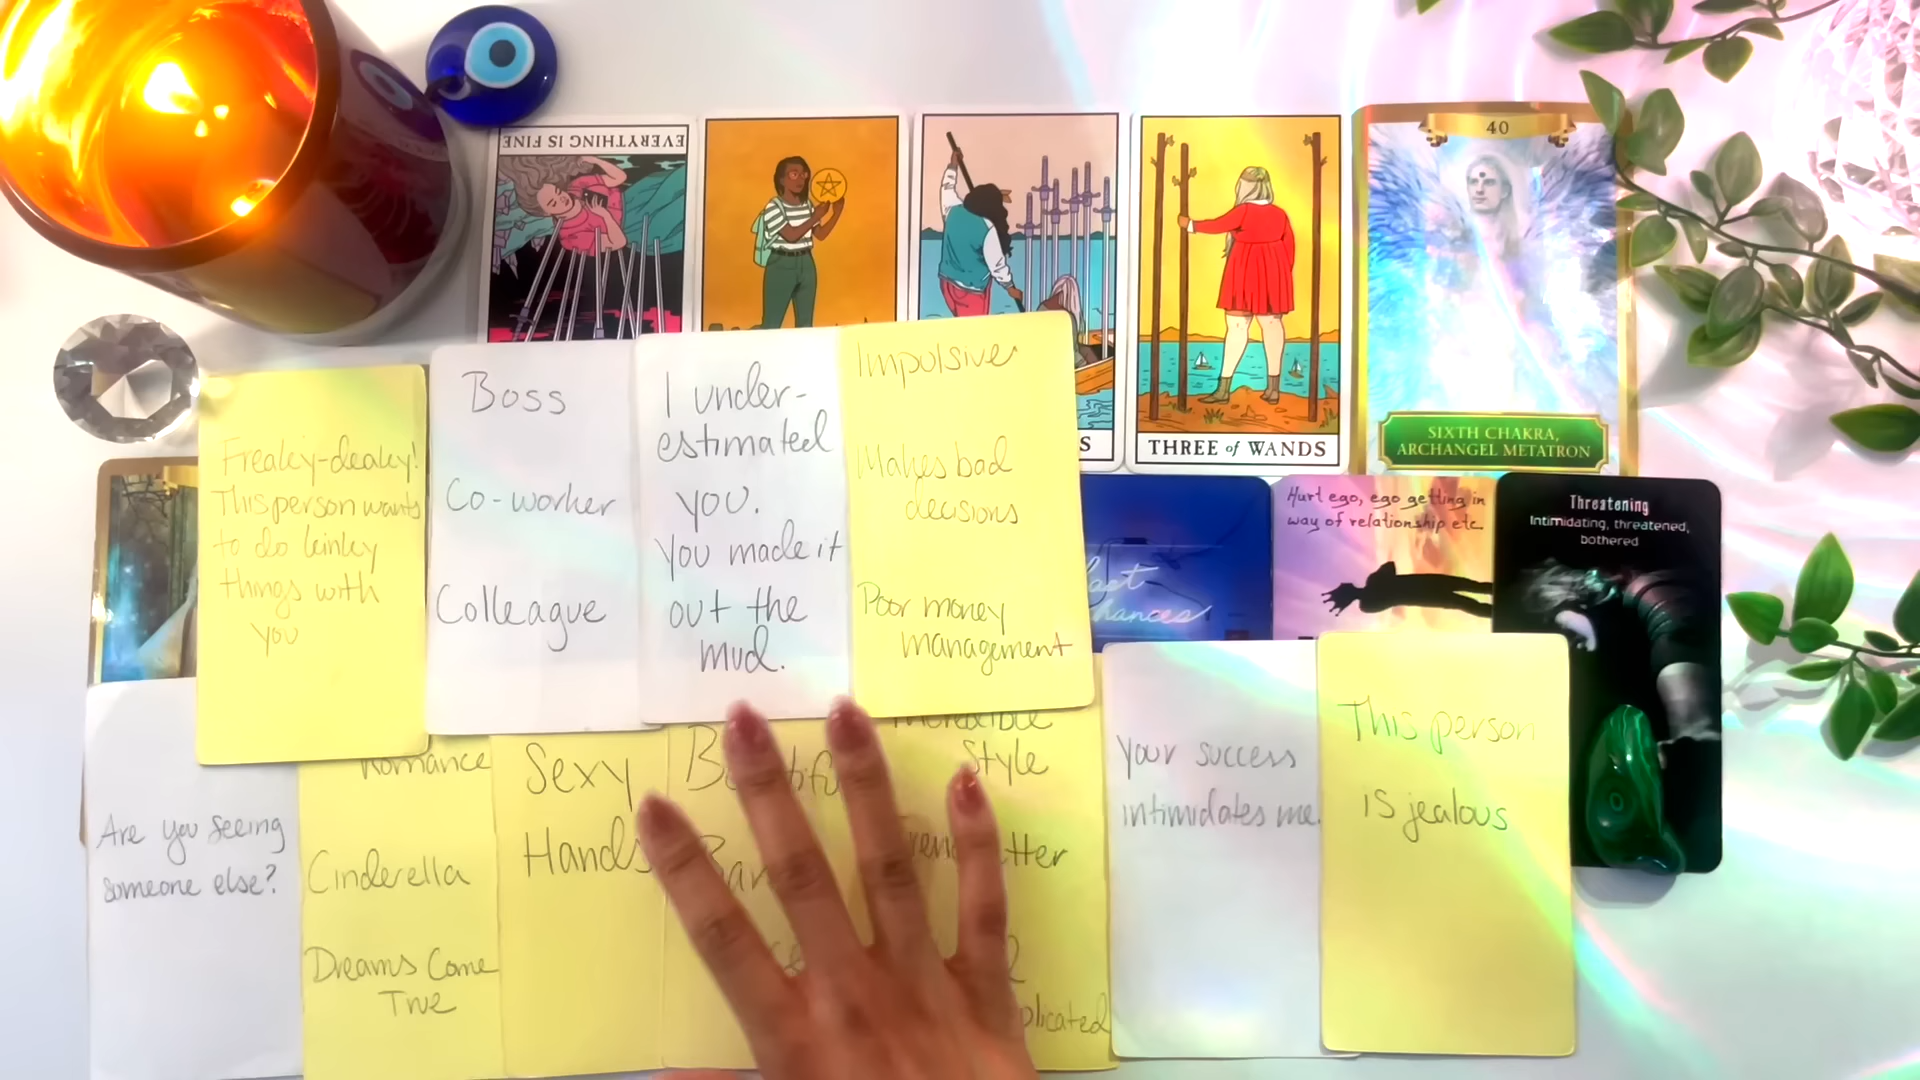 EVERYTHING IS FINE
S
THREE of WANDS
40
SIXTH CHAKRA,
ARCHANGEL METATRON
Freaky-deaky!
This person wants
to do kinky
things with
you
Boss
Co-worker
Colleague
I under-
estimated
you.
You made it
out the
mud.
Impulsive
Makes bad
decisions
Poor money
management
Hurt ego, ego getting in
way of relationship etc.
Threatening
Intimidating, threatened,
bothered
Are you seeing
someone else?
Romance
Cinderella
Dreams Come
True
Sexy
Hands
Style
Your success
intimidates me.
This person
is jealous